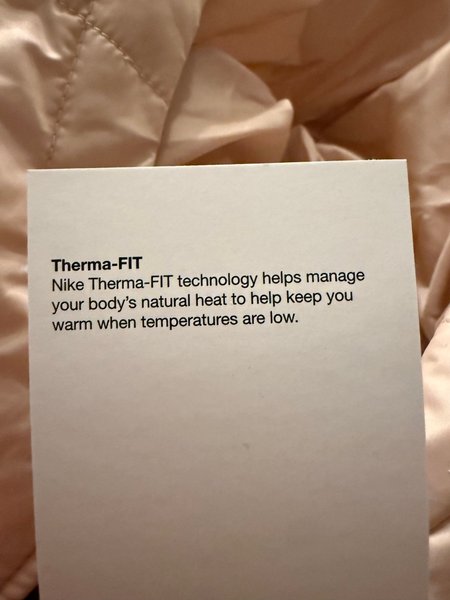 Therma-FIT
Nike Therma-FIT technology helps manage
your body's natural heat to help keep you
warm when temperatures are low.